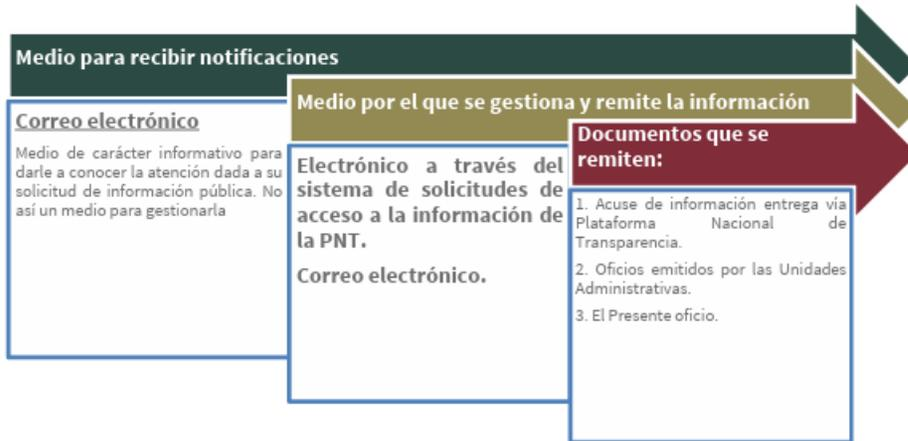 Medio para recibir notificaciones
Correo electrónico
Medio de carácter informativo para
darle a conocer la atención dada a su
solicitud de información pública. No
así un medio para gestionarla
Medio por el que se gestiona y remite la información
Electrónico a través del
sistema de solicitudes de
acceso a la información de
la PNT.
Correo electrónico.
Documentos que se
remiten:
1. Acuse de información entrega vía
Plataforma Nacional de
Transparencia.
2. Oficios emitidos por las Unidades
Administrativas.
3. El Presente oficio.